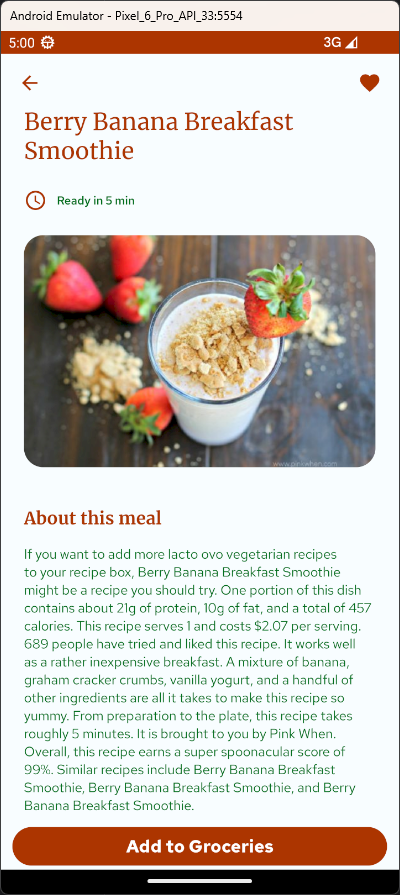 Android Emulator - Pixel_6_Pro_API_33:5554
5:00 3G
Berry Banana Breakfast
Smoothie
Ready in 5 min
www.pinkwhen.com
About this meal
If you want to add more lacto ovo vegetarian recipes
to your recipe box, Berry Banana Breakfast Smoothie
might be a recipe you should try. One portion of this dish
contains about 21g of protein, 10g of fat, and a total of 457
calories. This recipe serves 1 and costs $2.07 per serving.
689 people have tried and liked this recipe. It works well
as a rather inexpensive breakfast. A mixture of banana,
graham cracker crumbs, vanilla yogurt, and a handful of
other ingredients are all it takes to make this recipe so
yummy. From preparation to the plate, this recipe takes
roughly 5 minutes. It is brought to you by Pink When.
Overall, this recipe earns a super spoonacular score of
99%. Similar recipes include Berry Banana Breakfast
Smoothie, Berry Banana Breakfast Smoothie, and Berry
Banana Breakfast Smoothie.
Add to Groceries